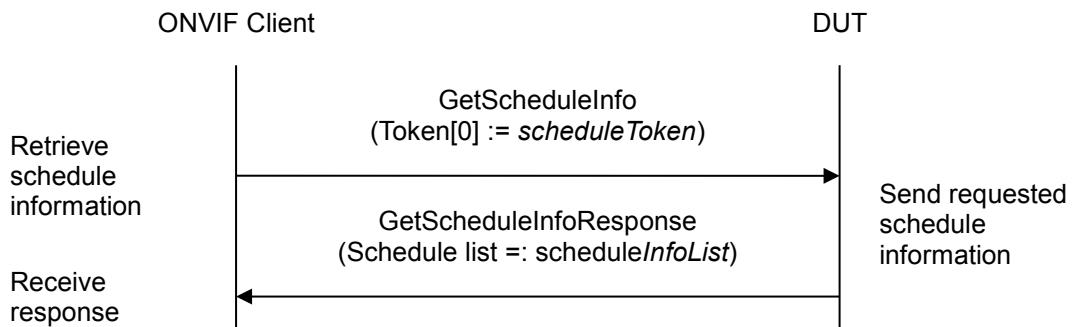 ONVIF Client
DUT
GetScheduleInfo
(Token[0] := scheduleToken)
Retrieve
schedule
information
Send requested
schedule
information
GetScheduleInfoResponse
(Schedule list =: scheduleInfoList)
Receive
response